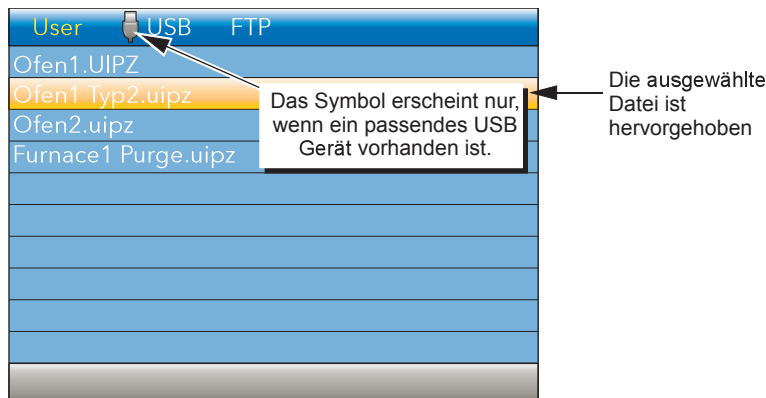 User USB FTP
Ofen1.UIPZ
Ofen1 Typ2.uipz
Ofen2.uipz
Furnace1 Purge.uipz
Das Symbol erscheint nur,
wenn ein passendes USB
Gerät vorhanden ist.
Die ausgewählte
Datei ist
hervorgehoben